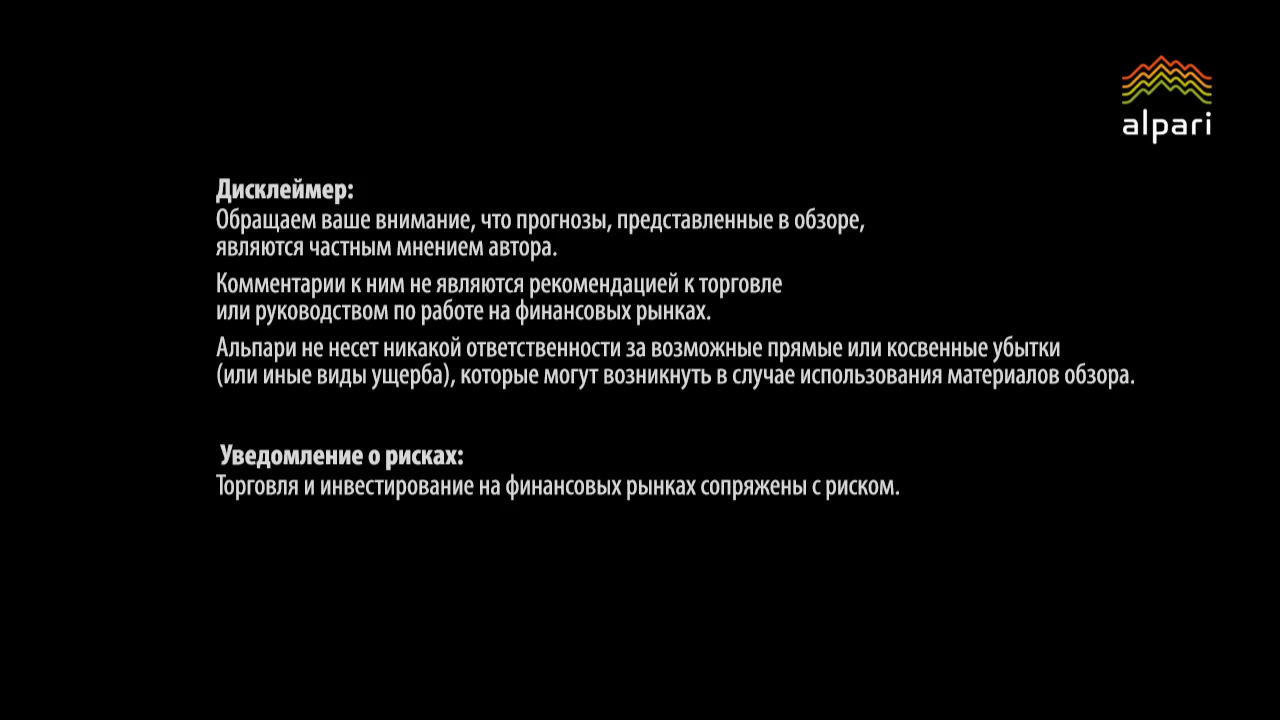 alpari
Дисклеймер:
Обращаем ваше внимание, что прогнозы, представленные в обзоре,
являются частным мнением автора.
Комментарии к ним не являются рекомендацией к торговле
или руководством по работе на финансовых рынках.
Альпари не несет никакой ответственности за возможные прямые или косвенные убытки
(или иные виды ущерба), которые могут возникнуть в случае использования материалов обзора.
Уведомление о рисках:
Торговля и инвестирование на финансовых рынках сопряжены с риском.